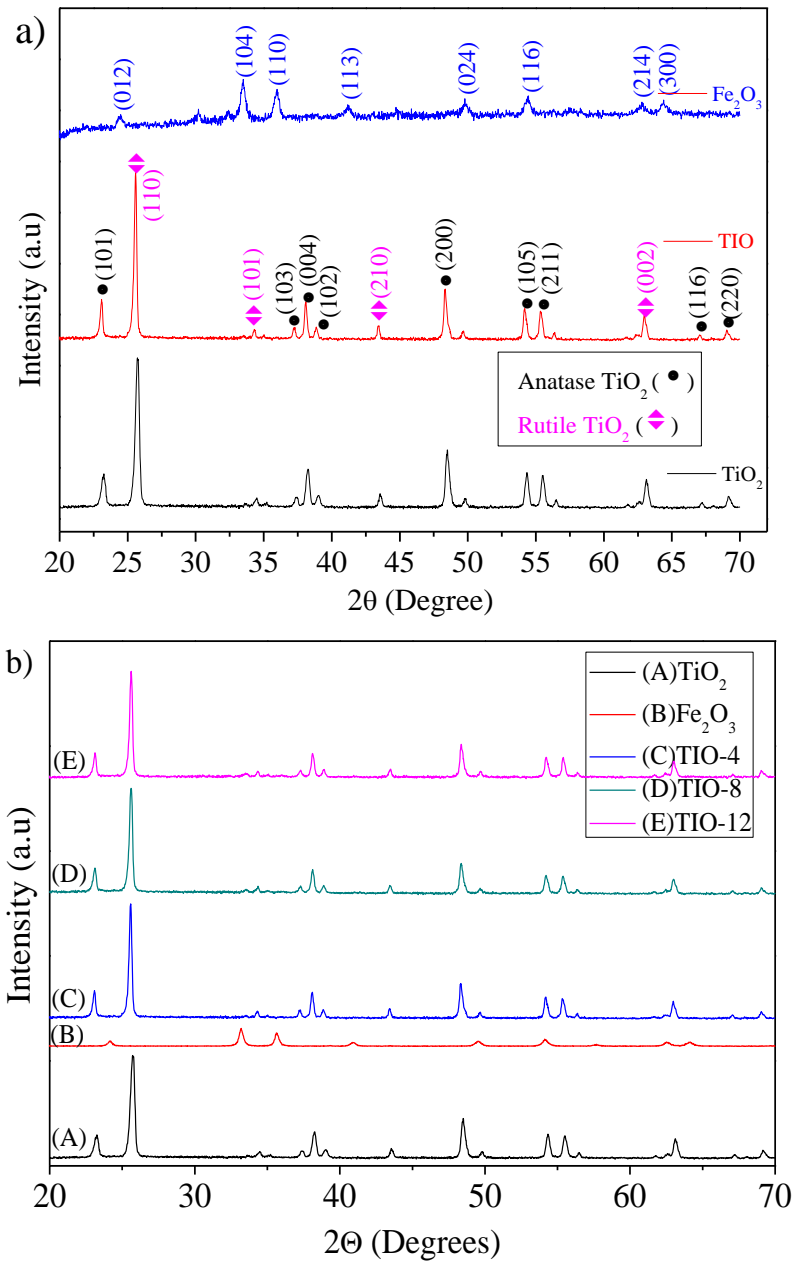 a)
(012)
(104)
(110)
(113)
(024)
(116)
(214)
(300)
Fe₂O₃
(101)
(110)
(101)
(103)
(004)
(102)
(210)
(200)
(105)
(211)
(002)
(116)
(220)
TIO
Anatase TiO₂ ( )
Rutile TiO₂ ( )
TiO₂
Intensity (a.u)
20 25 30 35 40 45 50 55 60 65 70
2θ (Degree)
b)
(A)TiO₂
(B)Fe₂O₃
(C)TIO-4
(D)TIO-8
(E)TIO-12
(E)
(D)
(C)
(B)
(A)
Intensity (a.u)
20 30 40 50 60 70
2Θ (Degrees)